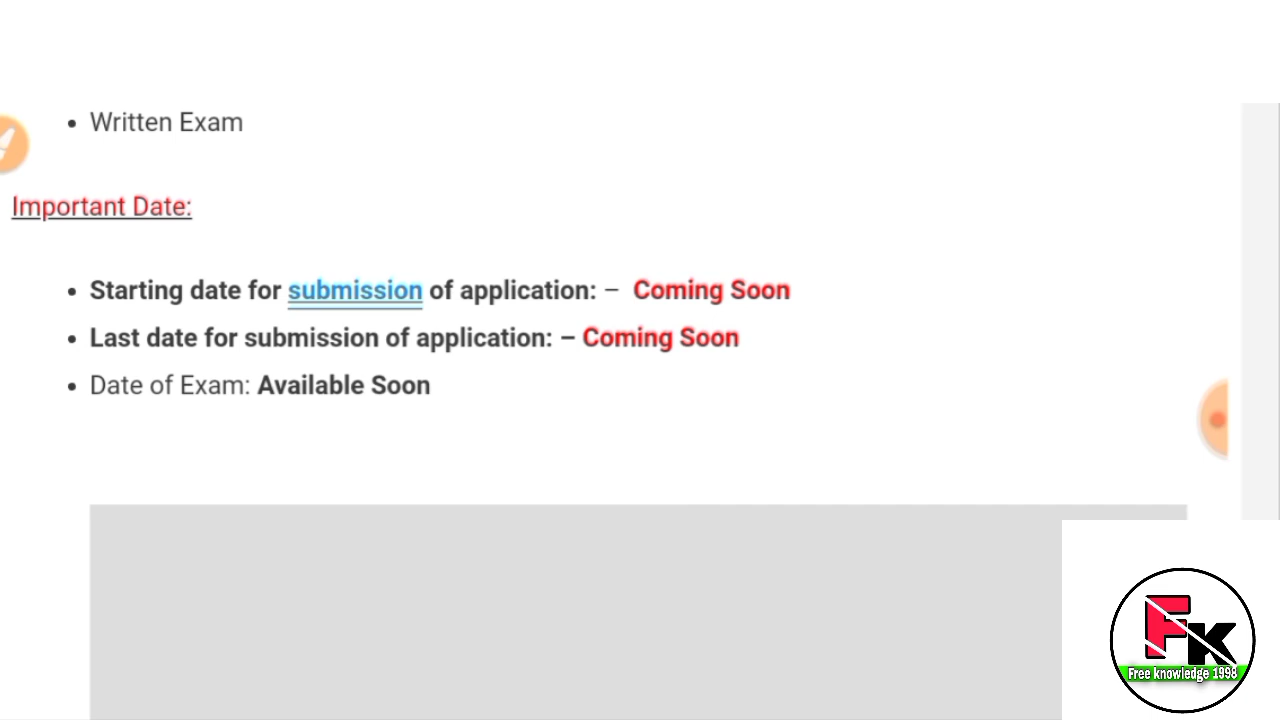 Written Exam
Important Date:
Starting date for submission of application: – Coming Soon
Last date for submission of application: – Coming Soon
Date of Exam: Available Soon
FK
Free knowledge 1998